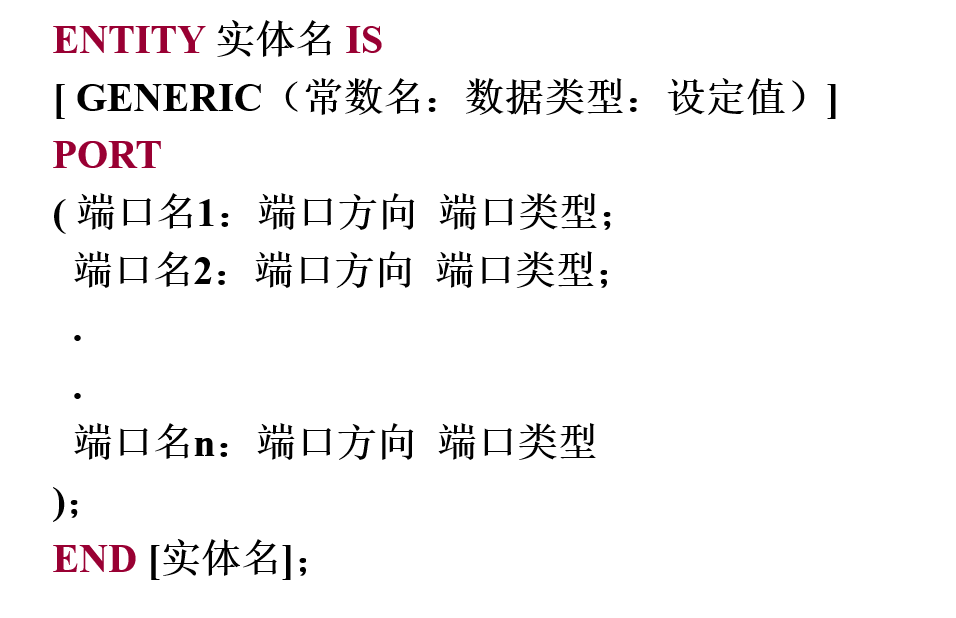 ENTITY 实体名 IS
[ GENERIC（常数名：数据类型：设定值）]
PORT
( 端口名1：端口方向 端口类型；
端口名2：端口方向 端口类型；
.
.
端口名n：端口方向 端口类型
)；
END [实体名]；